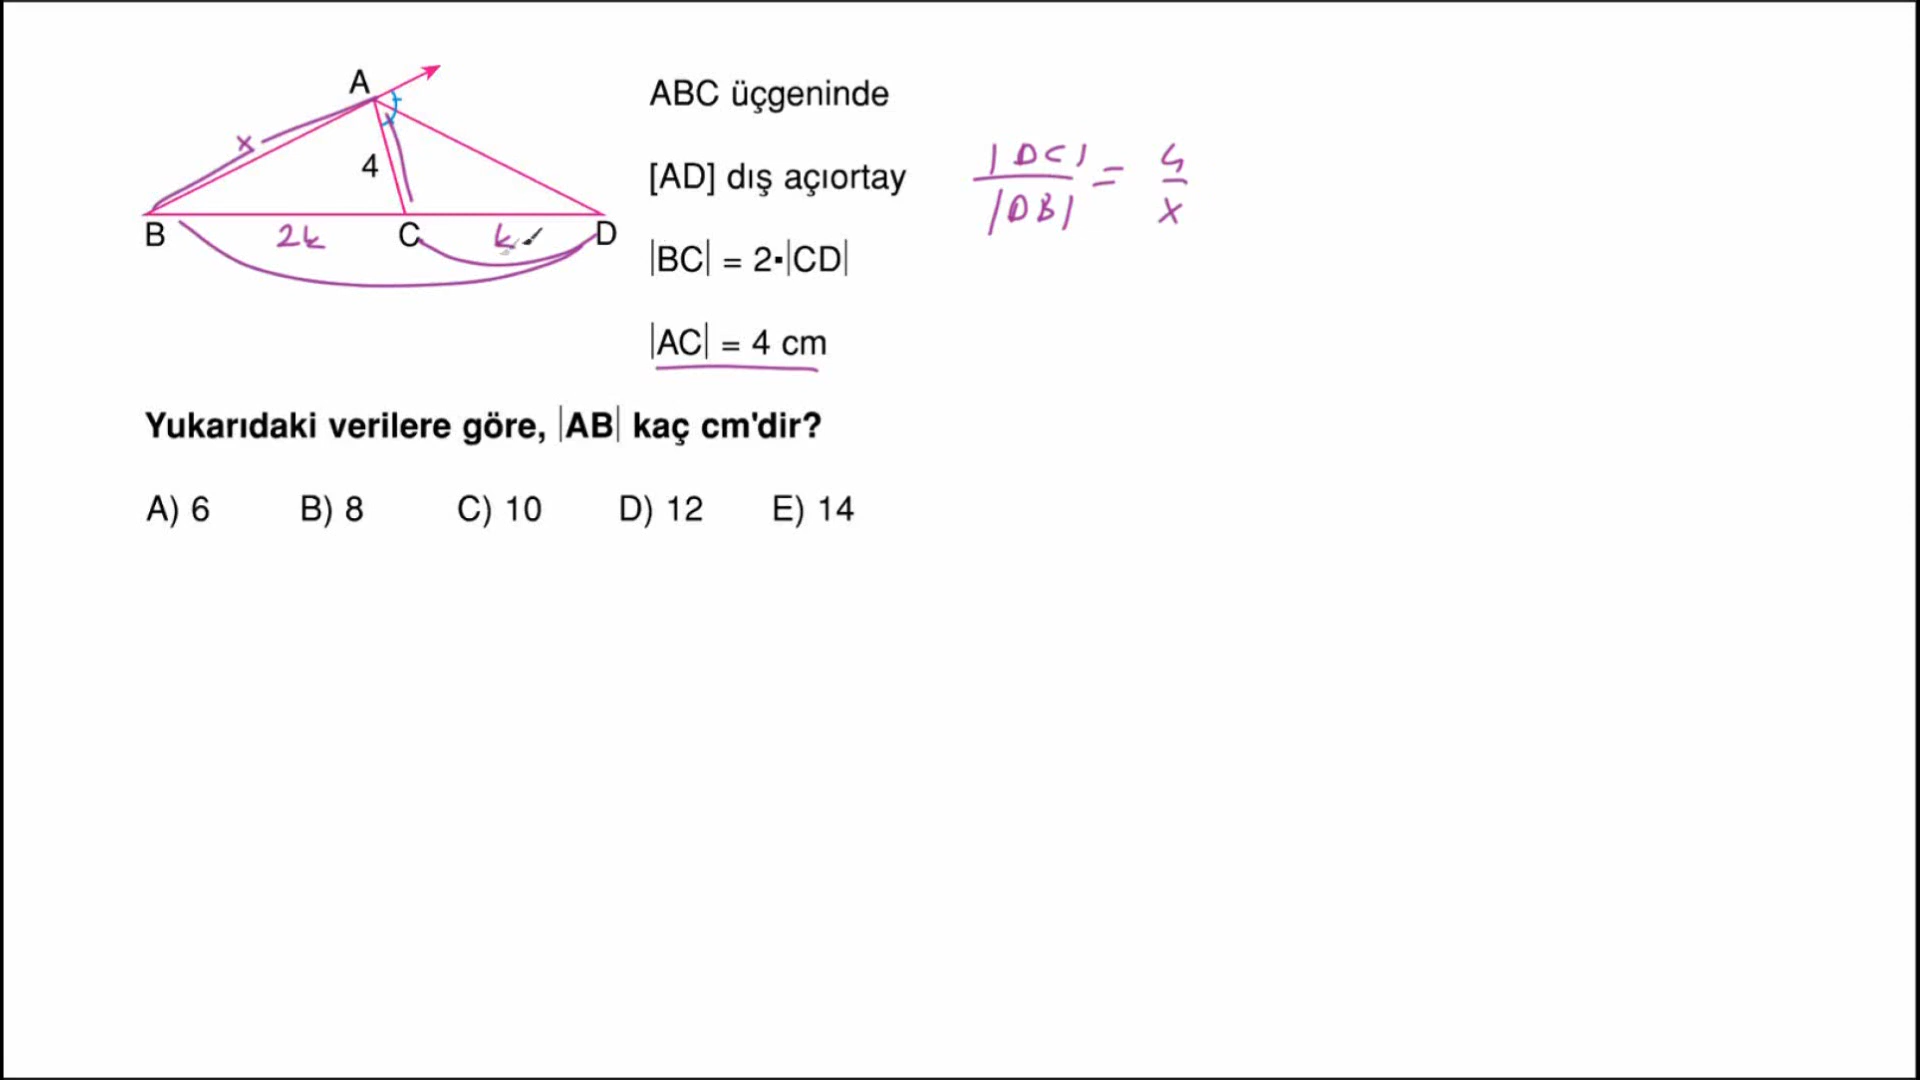 A
ABC üçgeninde
x
4
[AD] dış açıortay
|DC| / |DB| = 4 / x
B
2k
C
k
D
|BC| = 2·|CD|
|AC| = 4 cm
Yukarıdaki verilere göre, |AB| kaç cm'dir?
A) 6 B) 8 C) 10 D) 12 E) 14